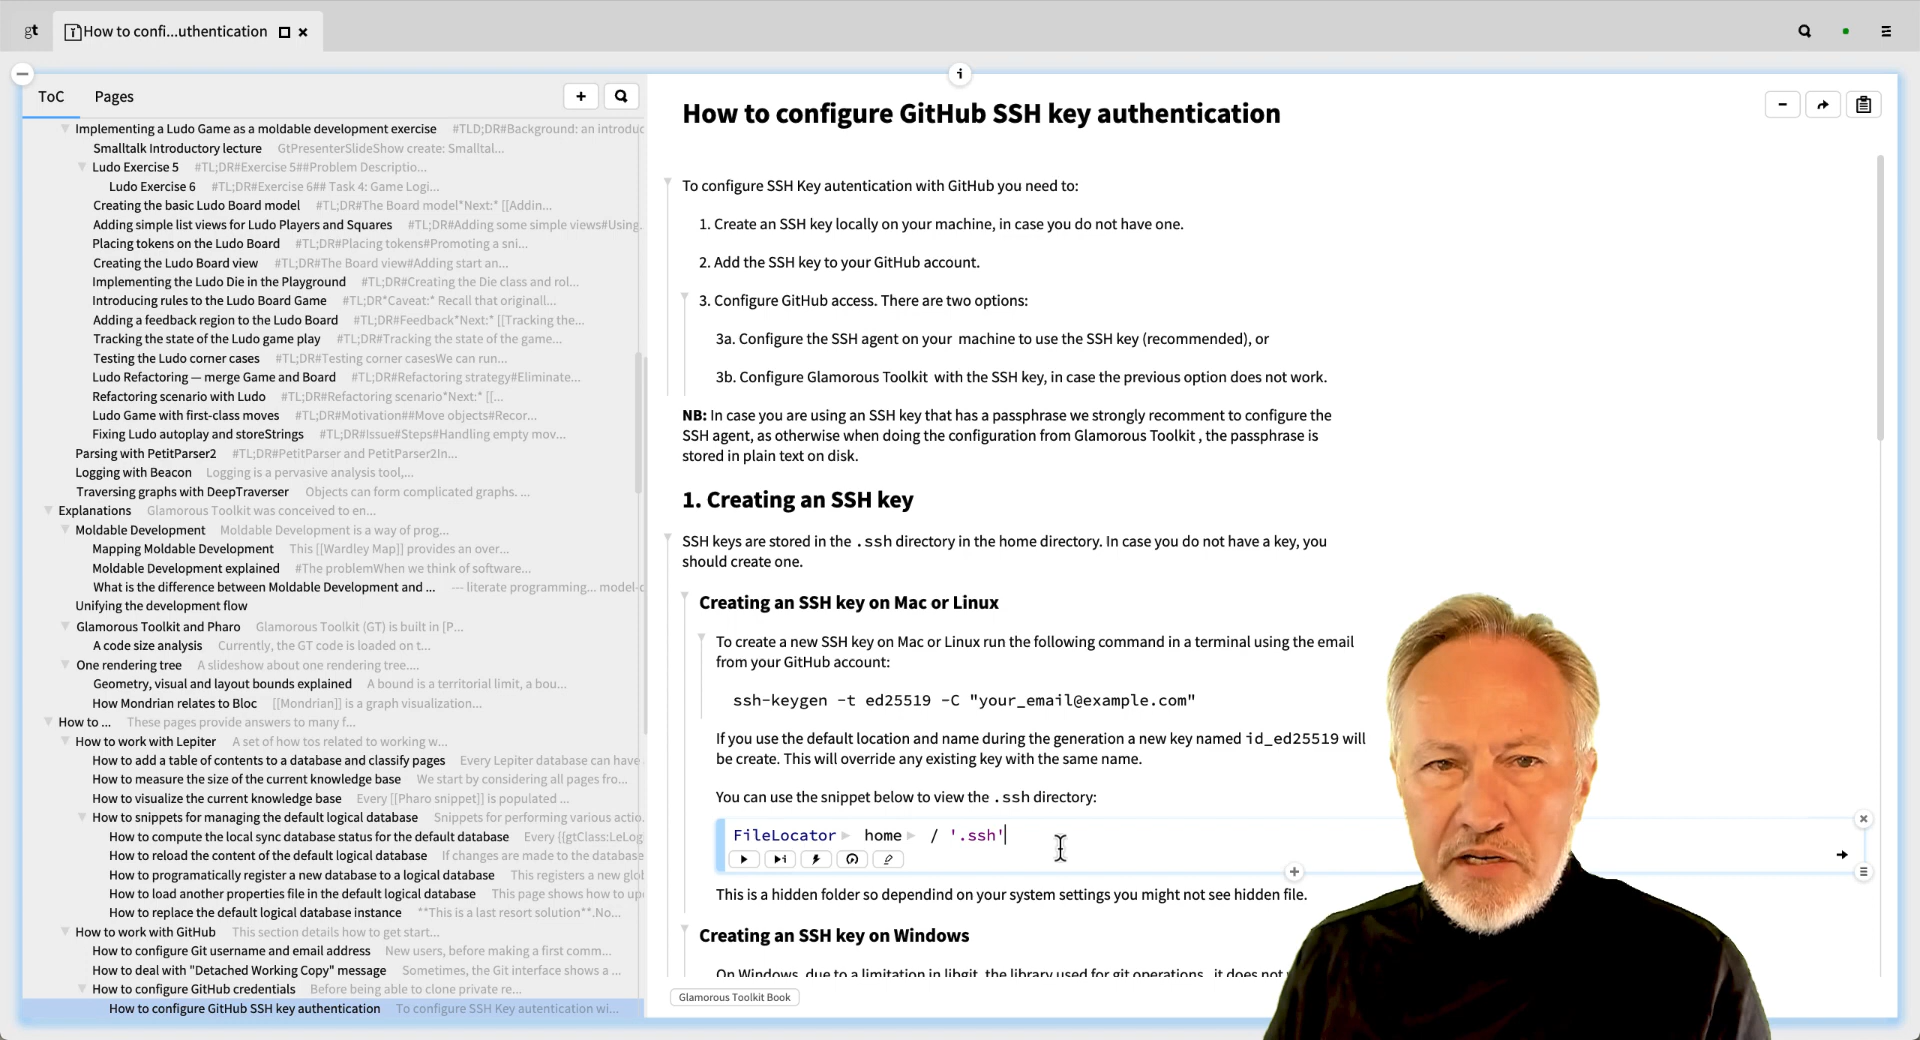 gt
How to confi...uthentication
ToC Pages
Implementing a Ludo Game as a moldable development exercise #TLD;DR#Background: an introduc
Smalltalk Introductory lecture GtPresenterSlideShow create: Smalltal...
Ludo Exercise 5 #TL;DR#Exercise 5##Problem Descriptio...
Ludo Exercise 6 #TL;DR#Exercise 6## Task 4: Game Logi...
Creating the basic Ludo Board model #TL;DR#The Board model*Next:* [[Addin...
Adding simple list views for Ludo Players and Squares #TL;DR#Adding some simple views#Using.
Placing tokens on the Ludo Board #TL;DR#Placing tokens#Promoting a sni...
Creating the Ludo Board view #TL;DR#The Board view#Adding start an...
Implementing the Ludo Die in the Playground #TL;DR#Creating the Die class and rol...
Introducing rules to the Ludo Board Game #TL;DR*Caveat:* Recall that originall...
Adding a feedback region to the Ludo Board #TL;DR#Feedback*Next:* [[Tracking the...
Tracking the state of the Ludo game play #TL;DR#Tracking the state of the game...
Testing the Ludo corner cases #TL;DR#Testing corner casesWe can run...
Ludo Refactoring — merge Game and Board #TL;DR#Refactoring strategy#Eliminate...
Refactoring scenario with Ludo #TL;DR#Refactoring scenario*Next:* [[...
Ludo Game with first-class moves #TL;DR#Motivation##Move objects#Recor...
Fixing Ludo autoplay and storeStrings #TL;DR#Issue#Steps#Handling empty mov...
Parsing with PetitParser2 #TL;DR#PetitParser and PetitParser2In...
Logging with Beacon Logging is a pervasive analysis tool,...
Traversing graphs with DeepTraverser Objects can form complicated graphs. ...
Explanations Glamorous Toolkit was conceived to en...
Moldable Development Moldable Development is a way of prog...
Mapping Moldable Development This [[Wardley Map]] provides an over...
Moldable Development explained #The problemWhen we think of software...
What is the difference between Moldable Development and ... --- literate programming... model-d
Unifying the development flow
Glamorous Toolkit and Pharo Glamorous Toolkit (GT) is built in [P...
A code size analysis Currently, the GT code is loaded on t...
One rendering tree A slideshow about one rendering tree....
Geometry, visual and layout bounds explained A bound is a territorial limit, a bou...
How Mondrian relates to Bloc [[Mondrian]] is a graph visualization...
How to ... These pages provide answers to many f...
How to work with Lepiter A set of how tos related to working w...
How to add a table of contents to a database and classify pages Every Lepiter database can have
How to measure the size of the current knowledge base We start by considering all pages fro...
How to visualize the current knowledge base Every [[Pharo snippet]] is populated ...
How to snippets for managing the default logical database Snippets for performing various actio.
How to compute the local sync database status for the default database Every {{gtClass:LeLog
How to reload the content of the default logical database If changes are made to the database
How to programatically register a new database to a logical database This registers a new glo
How to load another properties file in the default logical database This page shows how to up
How to replace the default logical database instance **This is a last resort solution**.No...
How to work with GitHub This section details how to get start...
How to configure Git username and email address New users, before making a first comm...
How to deal with "Detached Working Copy" message Sometimes, the Git interface shows a ...
How to configure GitHub credentials Before being able to clone private re...
How to configure GitHub SSH key authentication To configure SSH Key autentication wi...
How to configure GitHub SSH key authentication
To configure SSH Key autentication with GitHub you need to:
1. Create an SSH key locally on your machine, in case you do not have one.
2. Add the SSH key to your GitHub account.
3. Configure GitHub access. There are two options:
3a. Configure the SSH agent on your machine to use the SSH key (recommended), or
3b. Configure Glamorous Toolkit with the SSH key, in case the previous option does not work.
NB: In case you are using an SSH key that has a passphrase we strongly recomment to configure the
SSH agent, as otherwise when doing the configuration from Glamorous Toolkit , the passphrase is
stored in plain text on disk.
1. Creating an SSH key
SSH keys are stored in the .ssh directory in the home directory. In case you do not have a key, you
should create one.
Creating an SSH key on Mac or Linux
To create a new SSH key on Mac or Linux run the following command in a terminal using the email
from your GitHub account:
ssh-keygen -t ed25519 -C "your_email@example.com"
If you use the default location and name during the generation a new key named id_ed25519 will
be create. This will override any existing key with the same name.
You can use the snippet below to view the .ssh directory:
FileLocator home / '.ssh'
This is a hidden folder so dependind on your system settings you might not see hidden file.
Creating an SSH key on Windows
On Windows, due to a limitation in libgit, the library used for git operations, it does not
Glamorous Toolkit Book